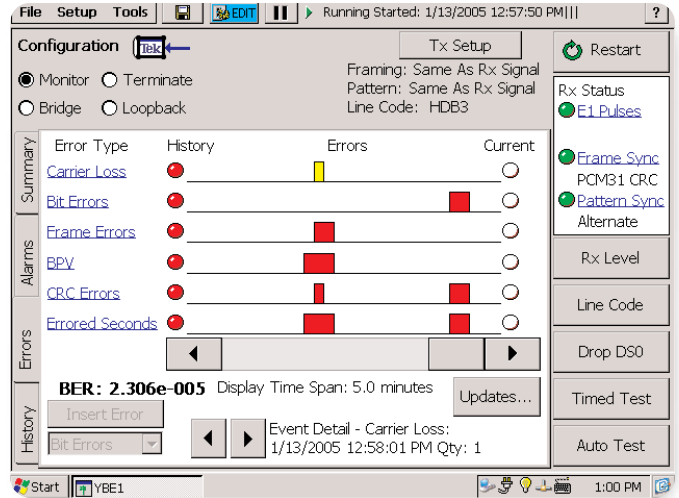 File Setup Tools EDIT Running Started: 1/13/2005 12:57:50 PM ?
Configuration Tek
Monitor Terminate
Bridge Loopback
Tx Setup
Framing: Same As Rx Signal
Pattern: Same As Rx Signal
Line Code: HDB3
Restart
Rx Status
E1 Pulses
Frame Sync
PCM31 CRC
Pattern Sync
Alternate
Summary
Alarms
Errors
History
Error Type History Errors Current
Carrier Loss
Bit Errors
Frame Errors
BPV
CRC Errors
Errored Seconds
BER: 2.306e-005 Display Time Span: 5.0 minutes
Updates...
Insert Error
Bit Errors
Event Detail - Carrier Loss:
1/13/2005 12:58:01 PM Qty: 1
Rx Level
Line Code
Drop DS0
Timed Test
Auto Test
Start YBE1 1:00 PM